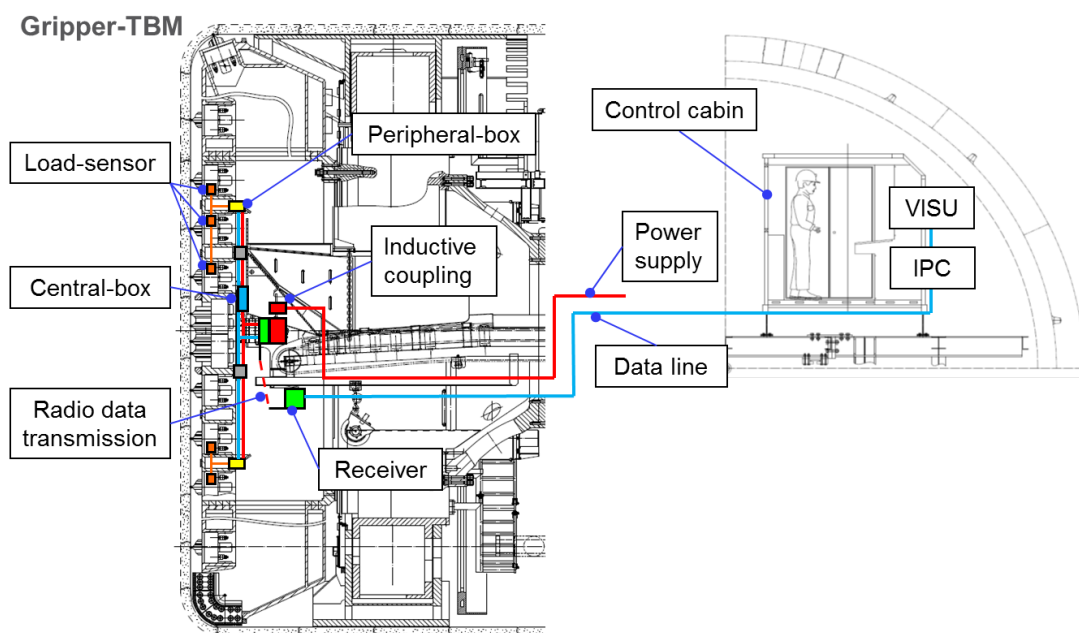 Gripper-TBM
Control cabin
Peripheral-box
Load-sensor
VISU
Inductive
coupling
Power
supply
IPC
Central-box
Data line
Radio data
transmission
Receiver